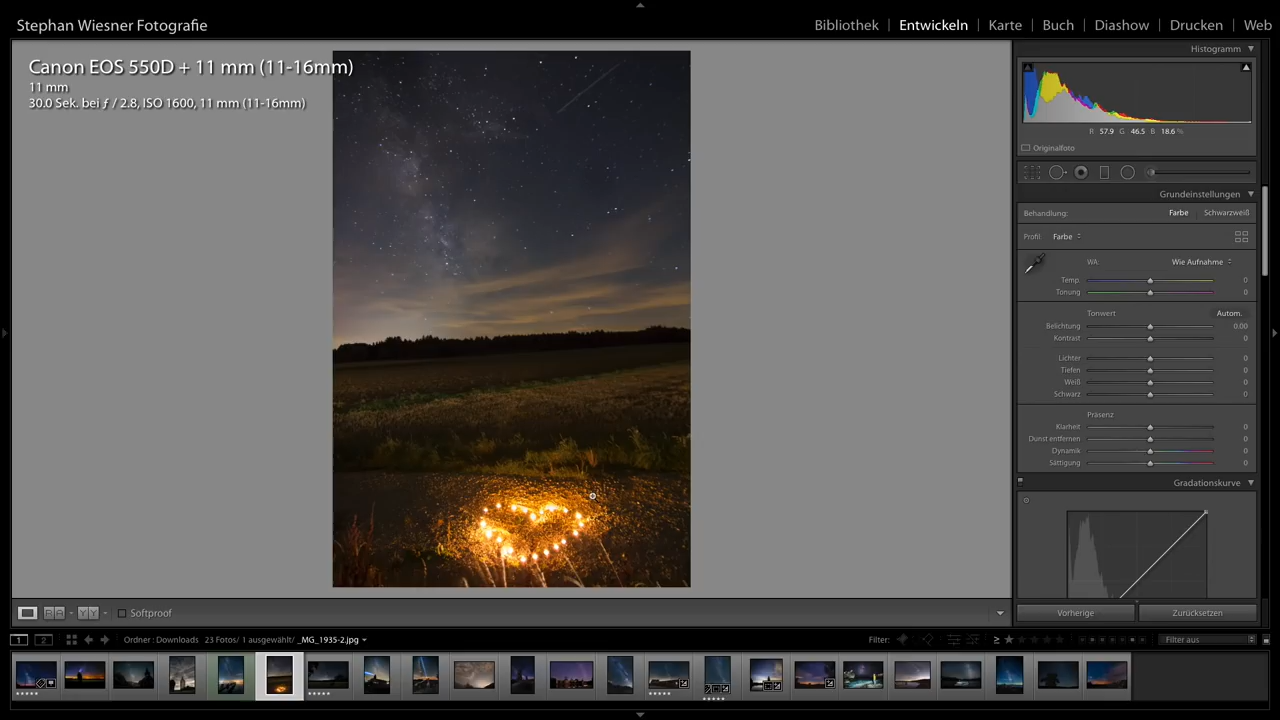 Stephan Wiesner Fotografie
Bibliothek | Entwickeln | Karte | Buch | Diashow | Drucken | Web
Canon EOS 550D + 11 mm (11-16mm)
11 mm
30.0 Sek. bei ƒ / 2.8, ISO 1600, 11 mm (11-16mm)
Histogramm
R 57.9 G 46.5 B 18.6 %
Originalfoto
Grundeinstellungen
Behandlung: Farbe Schwarzweiß
Profil Farbe
WA: Wie Aufnahme
Temp. 0
Tonung 0
Tonwert Autom.
Belichtung 0.00
Kontrast 0
Lichter 0
Tiefen 0
Weiß 0
Schwarz 0
Präsenz
Klarheit 0
Dunst entfernen 0
Dynamik 0
Sättigung 0
Gradationskurve
Softproof
Vorherige Zurücksetzen
1 2 Ordner : Downloads 23 Fotos/ 1 ausgewählt/ _MG_1935-2.jpg Filter: ≥ Filter aus